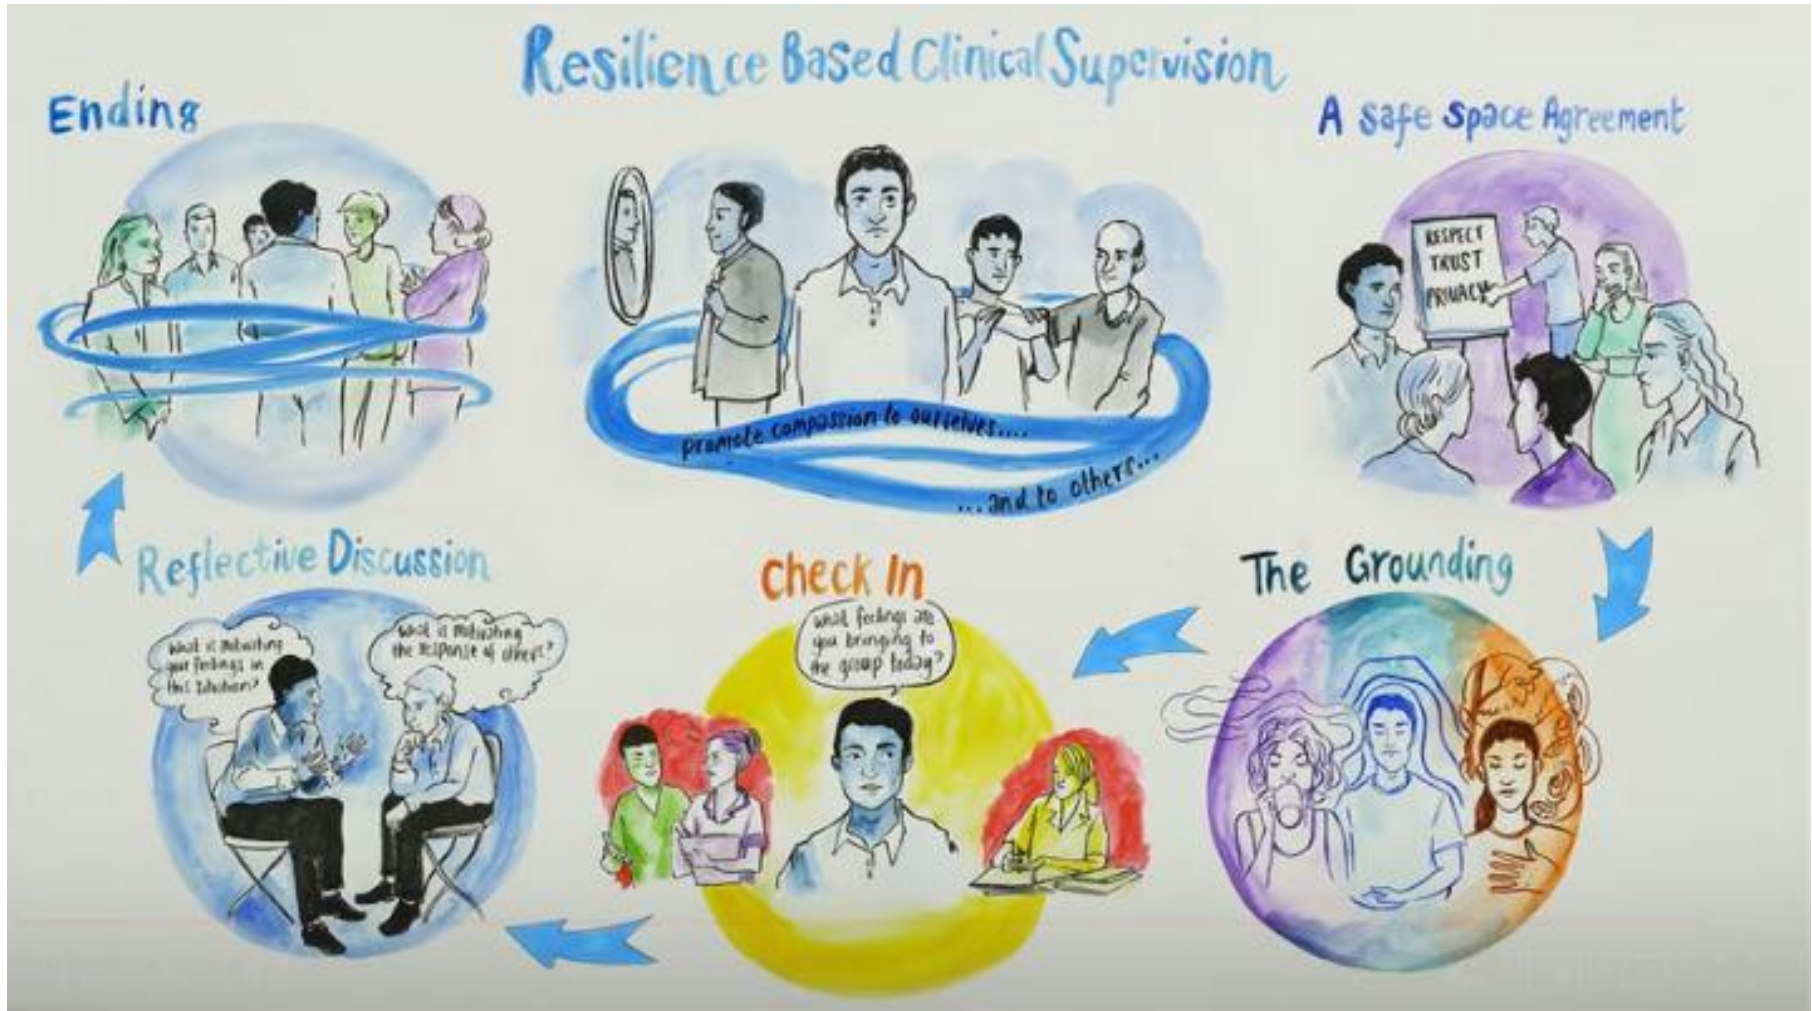 Resilience Based Clinical Supervision
Ending
A safe space Agreement
RESPECT
TRUST
PRIVACY
promote compassion to ourselves....
...and to others...
Reflective Discussion
What is motivating
your feelings in
this situation?
What is motivating
the response of others?
Check In
What feelings are
you bringing to
the group today?
The Grounding